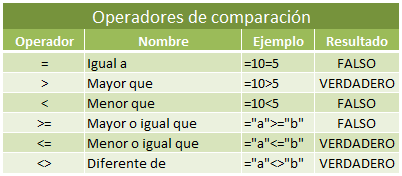 Operadores de comparación
Operador Nombre Ejemplo Resultado
= Igual a =10=5 FALSO
> Mayor que =10>5 VERDADERO
< Menor que =10<5 FALSO
>= Mayor o igual que ="a">="b" FALSO
<= Menor o igual que ="a"<="b" VERDADERO
<> Diferente de ="a"<>"b" VERDADERO